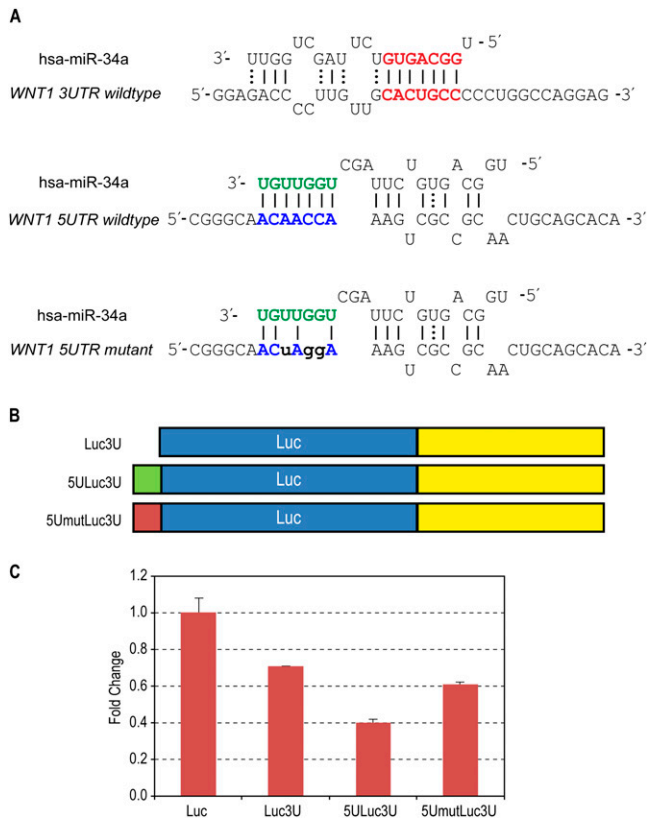 A
UC UC U -5′
hsa-miR-34a 3′- UUGG GAU UGUGACGG
WNT1 3UTR wildtype 5′-GGAGACC UUG GCACUGCCCCCUGGCCAGGAG -3′
CC UU
CGA U A GU -5′
hsa-miR-34a 3′- UGUUGGU UUC GUG CG
WNT1 5UTR wildtype 5′-CGGGCAACAACCA AAG CGC GC CUGCAGCACA -3′
U C AA
CGA U A GU -5′
hsa-miR-34a 3′- UGUUGGU UUC GUG CG
WNT1 5UTR mutant 5′-CGGGCAACuAggA AAG CGC GC CUGCAGCACA -3′
U C AA
B
Luc3U Luc
5ULuc3U Luc
5UmutLuc3U Luc
C
Fold Change
1.2
1.0
0.8
0.6
0.4
0.2
0.0
Luc Luc3U 5ULuc3U 5UmutLuc3U